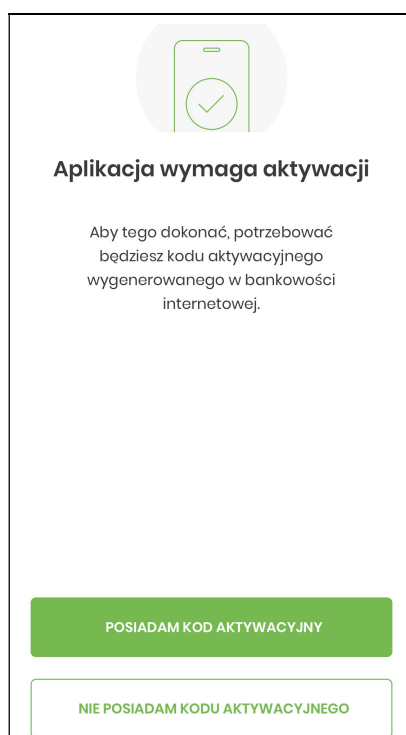 Aplikacja wymaga aktywacji
Aby tego dokonać, potrzebować
będziesz kodu aktywacyjnego
wygenerowanego w bankowości
internetowej.
POSIADAM KOD AKTYWACYJNY
NIE POSIADAM KODU AKTYWACYJNEGO